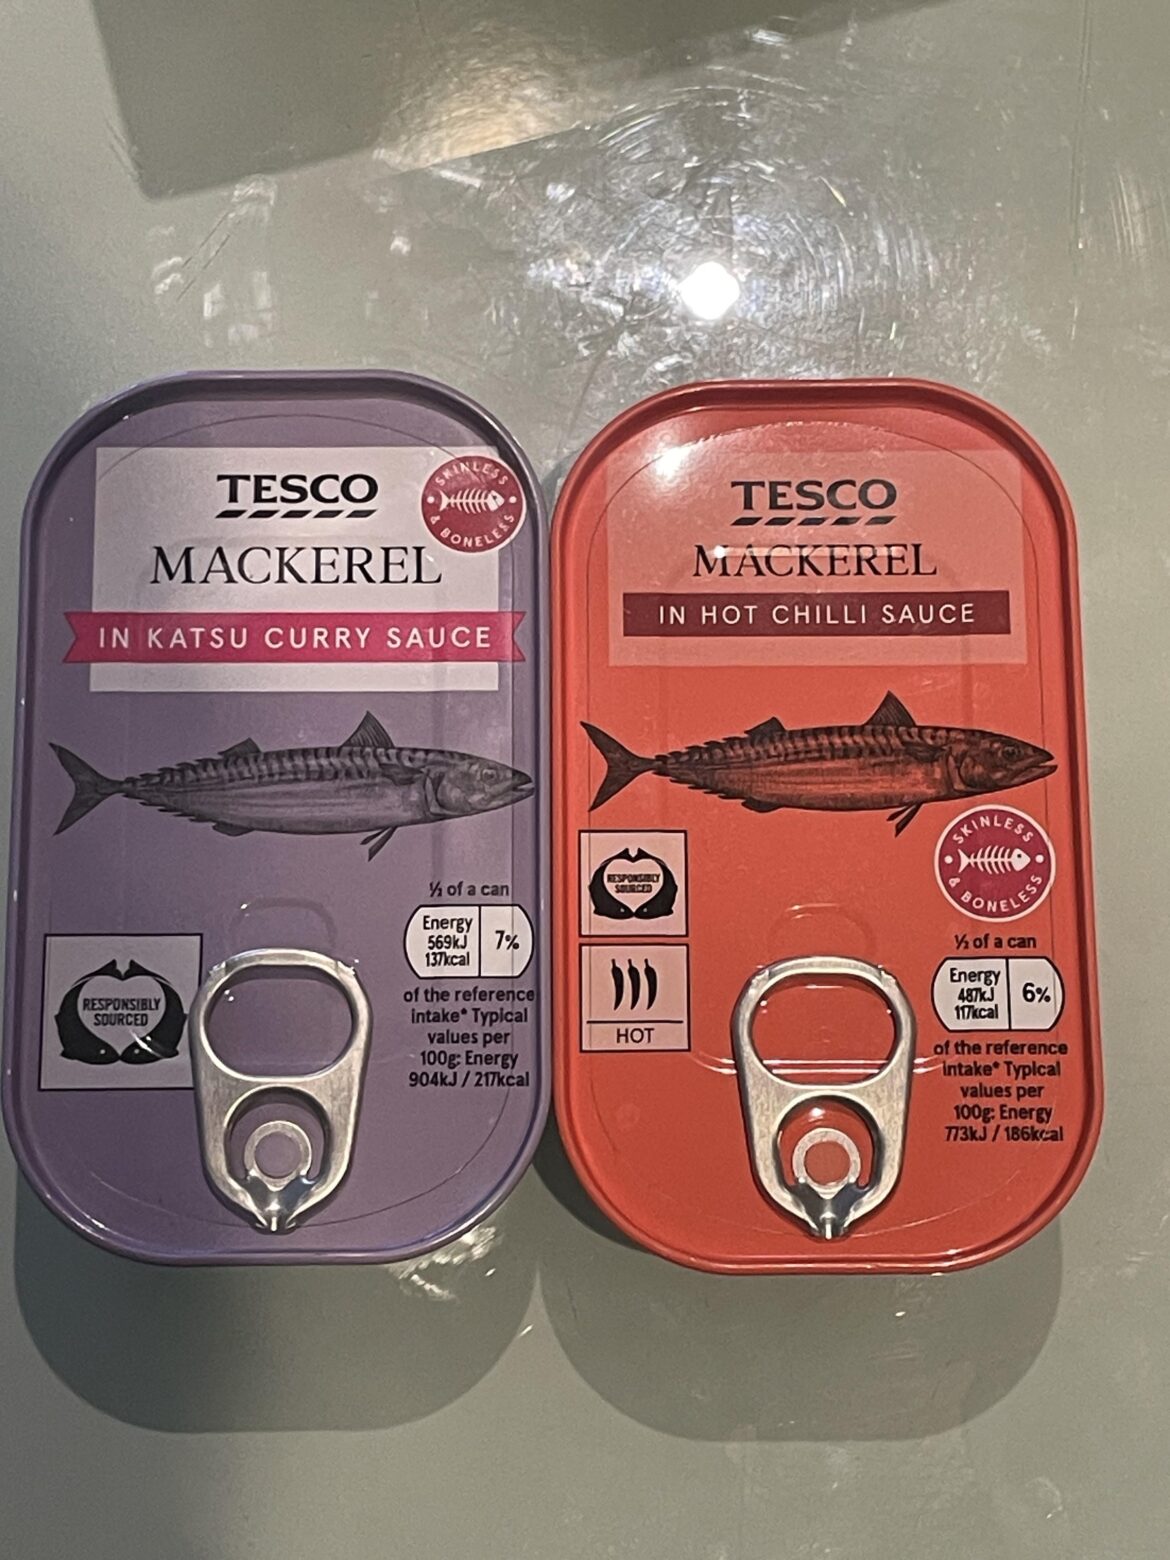 TESCO
MACKEREL
IN KATSU CURRY SAUCE
SKINLESS
& BONELESS
½ of a can
Energy
569kJ
137kcal
7%
of the reference
intake* Typical
values per
100g: Energy
904kJ / 217kcal
RESPONSIBLY
SOURCED
TESCO
MACKEREL
IN HOT CHILLI SAUCE
RESPONSIBLY
SOURCED
HOT
SKINLESS
& BONELESS
½ of a can
Energy
487kJ
117kcal
6%
of the reference
intake* Typical
values per
100g: Energy
773kJ / 186kcal